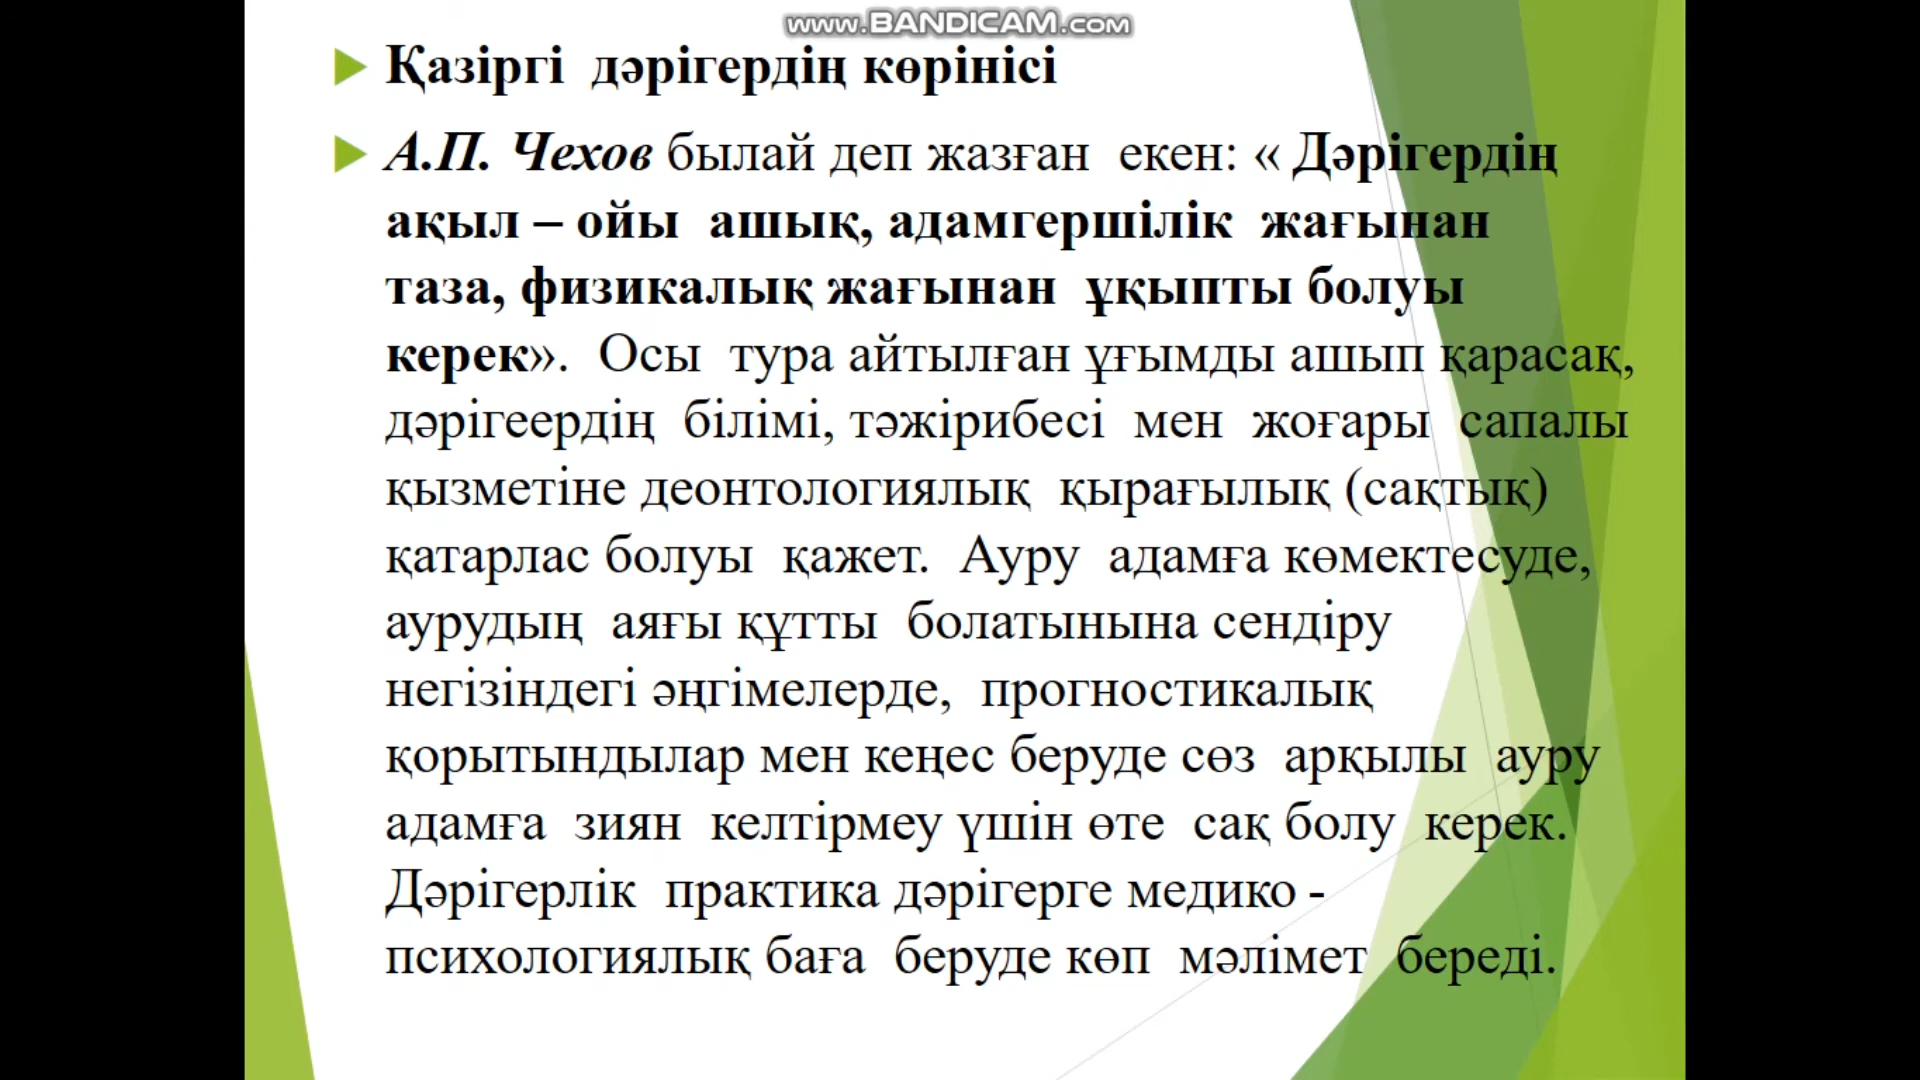 www.BANDICAM.com
Қазіргі дәрігердің көрінісі
А.П. Чехов былай деп жазған екен: « Дәрігердің
ақыл – ойы ашық, адамгершілік жағынан
таза, физикалық жағынан ұқыпты болуы
керек». Осы тура айтылған ұғымды ашып қарасақ,
дәрігеердің білімі, тәжірибесі мен жоғары сапалы
қызметіне деонтологиялық қырағылық (сақтық)
қатарлас болуы қажет. Ауру адамға көмектесуде,
аурудың аяғы құтты болатынына сендіру
негізіндегі әңгімелерде, прогностикалық
қорытындылар мен кеңес беруде сөз арқылы ауру
адамға зиян келтірмеу үшін өте сақ болу керек.
Дәрігерлік практика дәрігерге медико -
психологиялық баға беруде көп мәлімет береді.